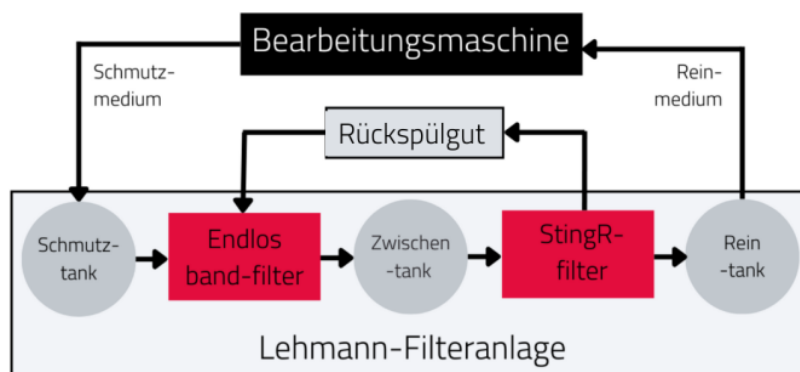 Bearbeitungsmaschine
Schmutz-
medium
Rein-
medium
Rückspülgut
Schmutz-
tank
Endlos
band-filter
Zwischen
-tank
StingR-
filter
Rein
-tank
Lehmann-Filteranlage